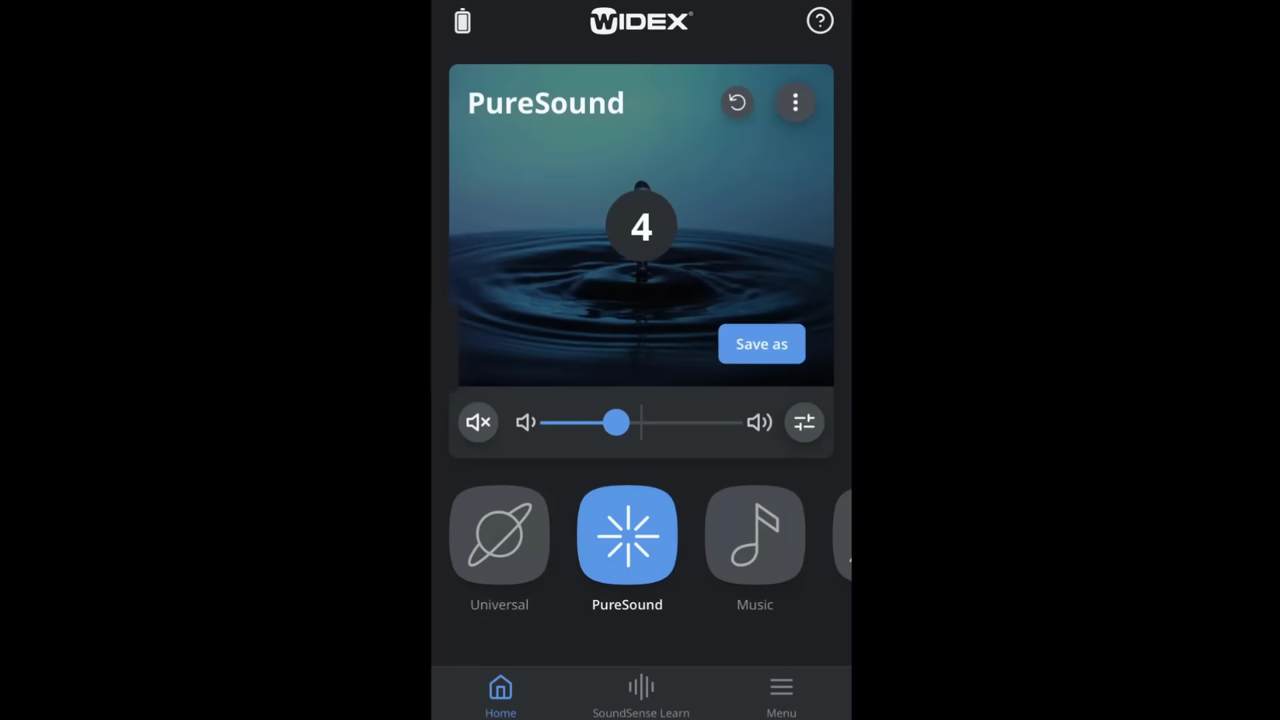 WIDEX®
?
PureSound
4
Save as
Universal
PureSound
Music
Home
SoundSense Learn
Menu